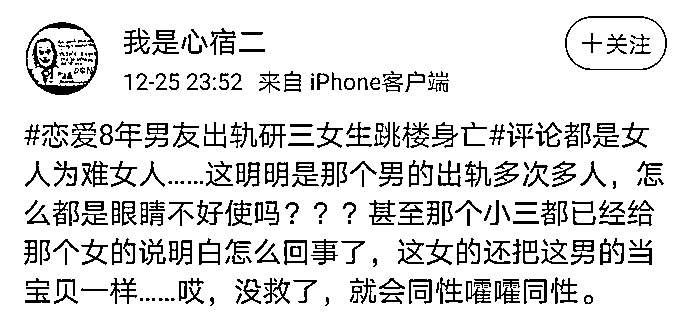 我是心宿二
+关注
12-25 23:52 来自 iPhone客户端
#恋爱8年男友出轨研三女生跳楼身亡#评论都是女
人为难女人......这明明是那个男的出轨多次多人，怎
么都是眼睛不好使吗？？？甚至那个小三都已经给
那个女的说明白怎么回事了，这女的还把这男的当
宝贝一样......哎，没救了，就会同性嚯嚯同性。